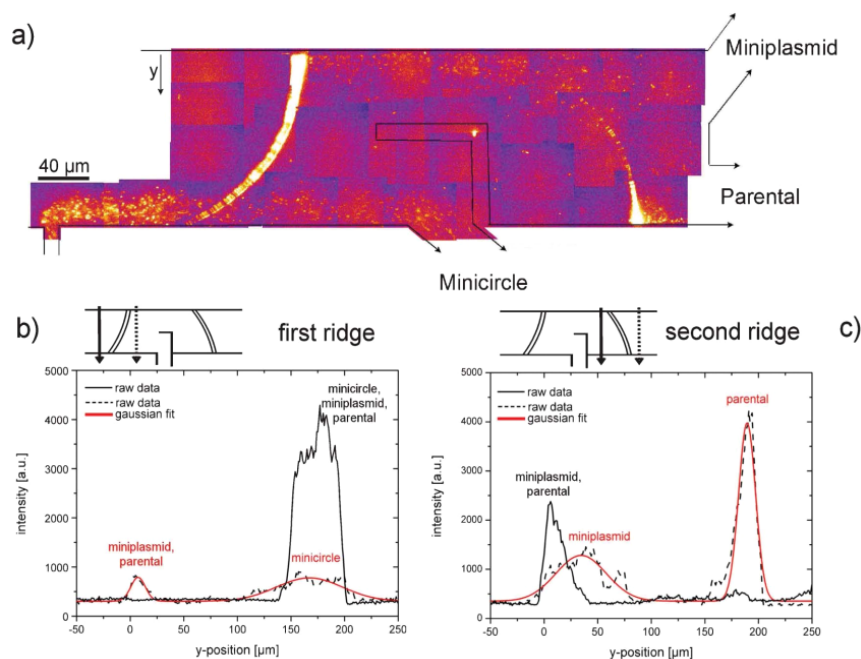 a)
y
40 µm
Miniplasmid
Parental
Minicircle
b)
first ridge
raw data
raw data
gaussian fit
minicircle,
miniplasmid,
parental
miniplasmid,
parental
minicircle
intensity [a.u.]
5000
4000
3000
2000
1000
0
-50 0 50 100 150 200 250
y-position [µm]
second ridge
c)
raw data
raw data
gaussian fit
parental
miniplasmid,
parental
miniplasmid
intensity [a.u.]
5000
4000
3000
2000
1000
0
-50 0 50 100 150 200 250
y-position [µm]